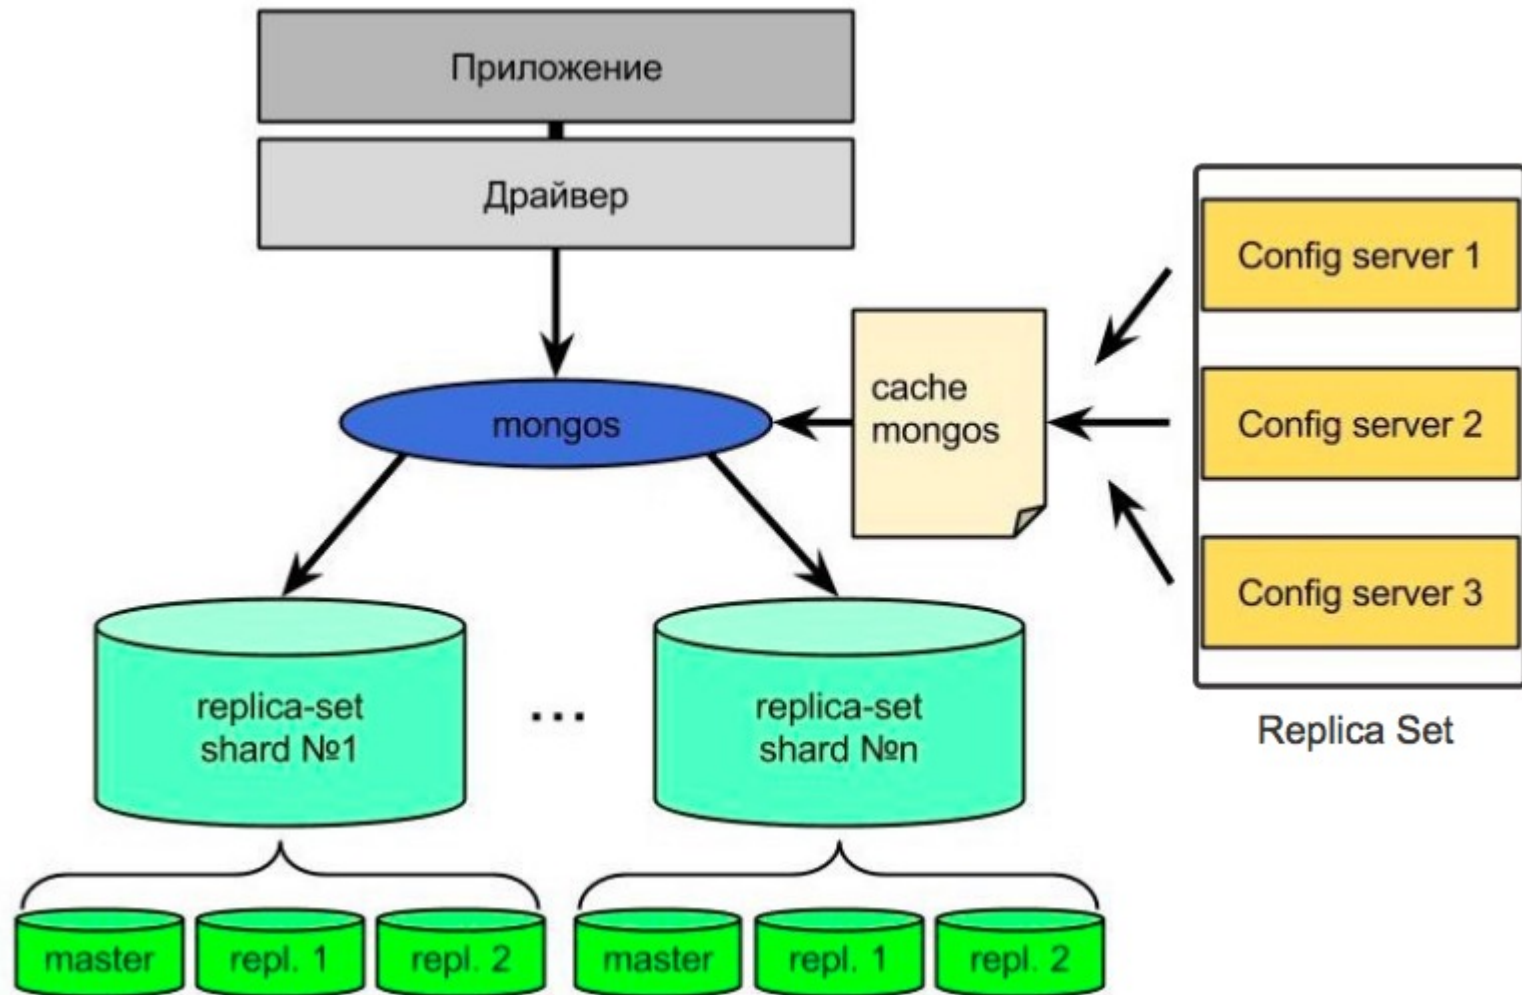 Приложение
Драйвер
Config server 1
cache
mongos
mongos
Config server 2
Config server 3
replica-set
shard №1
...
replica-set
shard №n
Replica Set
master
repl. 1
repl. 2
master
repl. 1
repl. 2